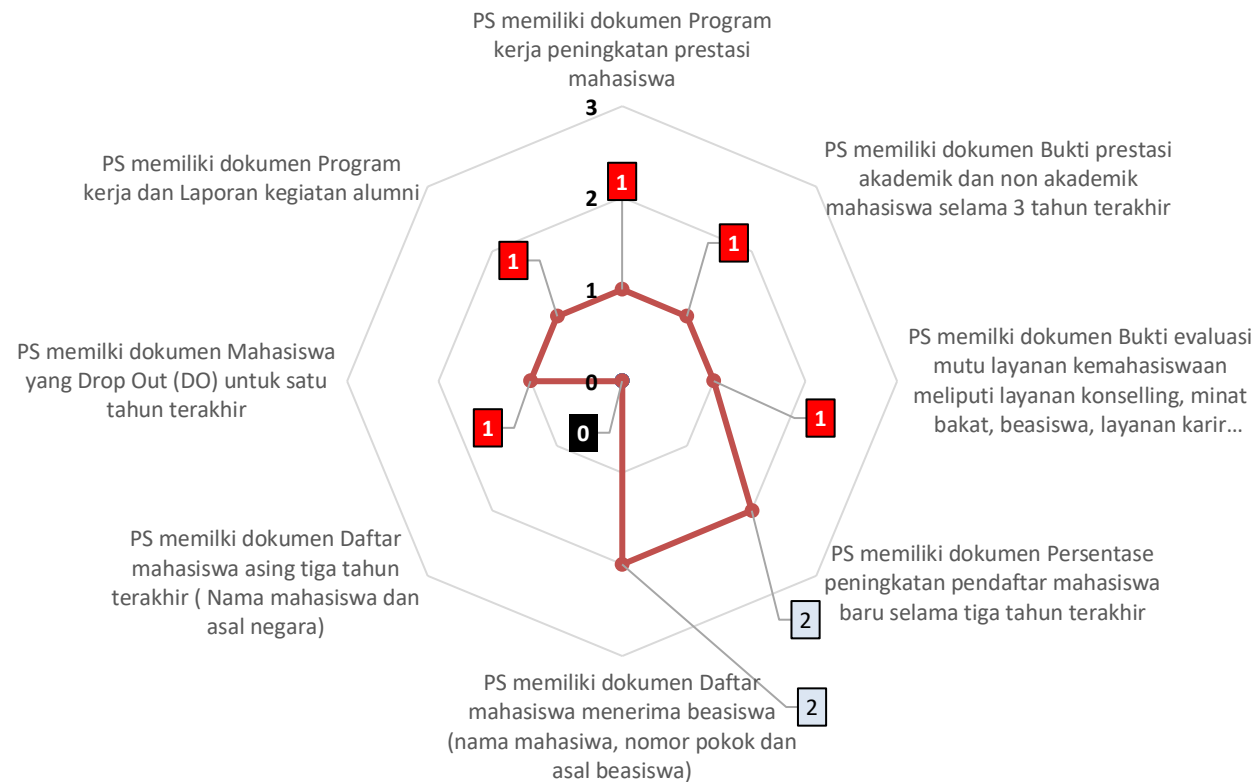 PS memiliki dokumen Program
kerja peningkatan prestasi
mahasiswa
3
PS memiliki dokumen Bukti prestasi
akademik dan non akademik
mahasiswa selama 3 tahun terakhir
PS memiliki dokumen Program
kerja dan Laporan kegiatan alumni
1
2
1
1
1
PS memilki dokumen Bukti evaluasi
mutu layanan kemahasiswaan
meliputi layanan konselling, minat
bakat, beasiswa, layanan karir...
PS memilki dokumen Mahasiswa
yang Drop Out (DO) untuk satu
tahun terakhir
0
1
1
0
PS memilki dokumen Daftar
mahasiswa asing tiga tahun
terakhir ( Nama mahasiswa dan
asal negara)
PS memiliki dokumen Persentase
peningkatan pendaftar mahasiswa
baru selama tiga tahun terakhir
2
PS memiliki dokumen Daftar
mahasiswa menerima beasiswa
(nama mahasiwa, nomor pokok dan
asal beasiswa)
2